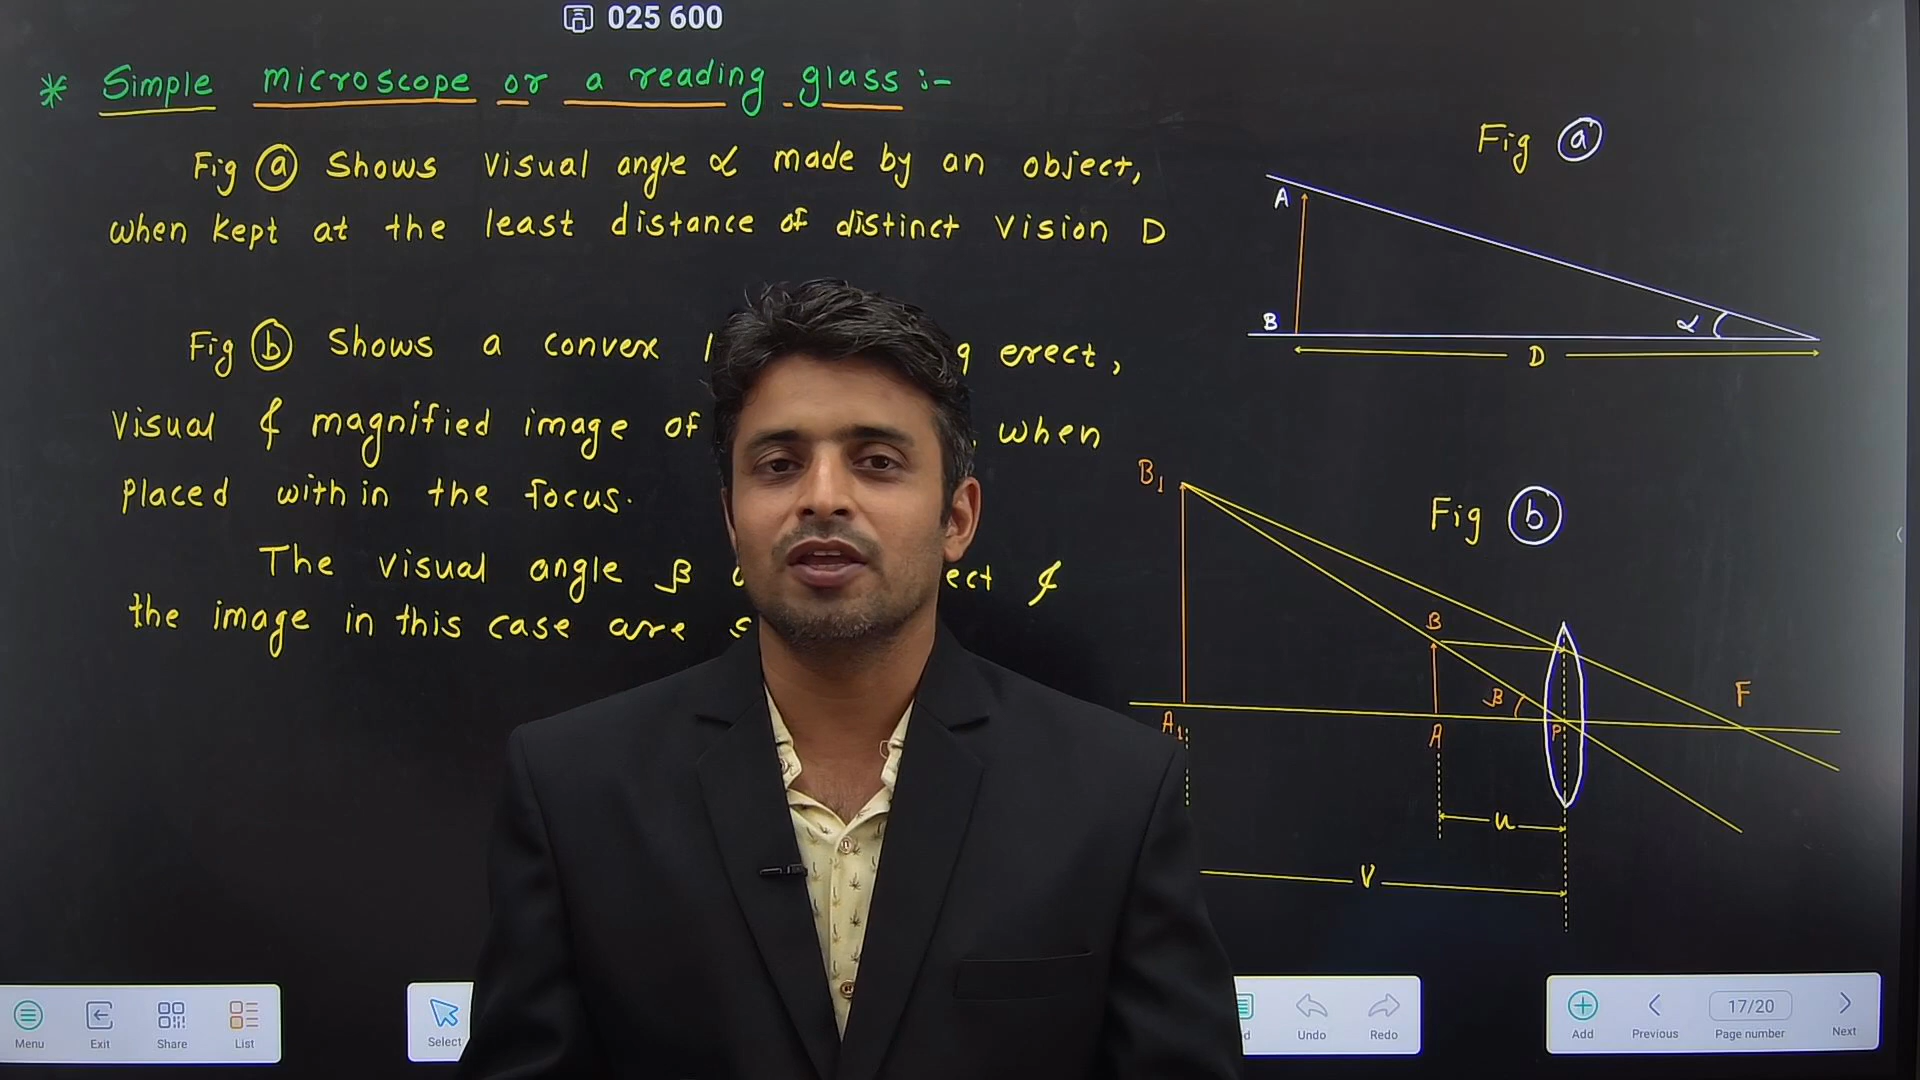 025 600
* Simple microscope or a reading glass :-
Fig (a) Shows visual angle α made by an object,
when kept at the least distance of distinct vision D
Fig (b) Shows a convex erect,
visual & magnified image of when
placed within the focus.
The visual angle β &
the image in this case are
Fig (a)
A
B
α
D
B1
Fig (b)
B
β
F
A1
A
P
u
V
Menu
Exit
Share
List
Select
Undo
Redo
Add
Previous
17/20
Page number
Next